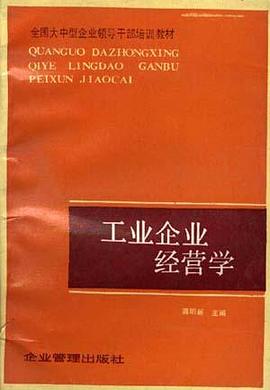 全国大中型企业领导干部培训教材
QUANGUO DAZHONGXING
QIYE LINGDAO GANBU
PEIXUN JIAOCAI
工业企业
经营学
主编
企业管理出版社